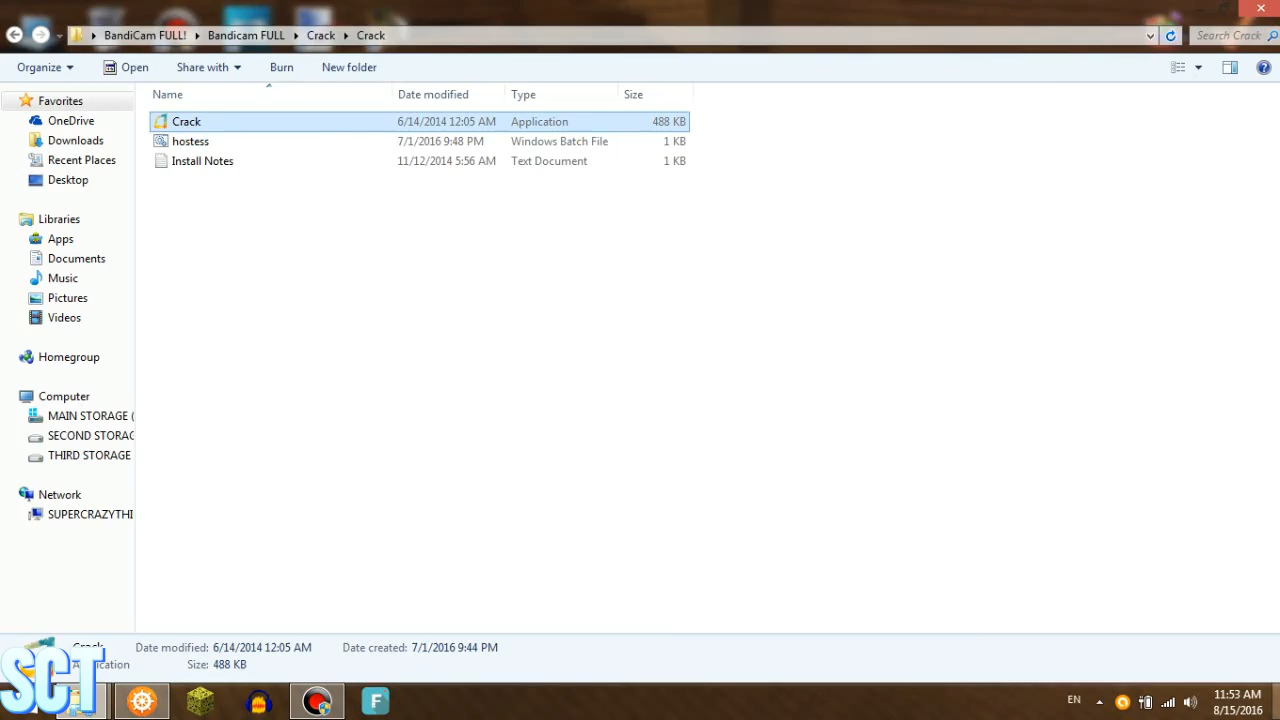 BandiCam FULL! Bandicam FULL Crack Crack Search Crack
Organize Open Share with Burn New folder
Name Date modified Type Size
Crack 6/14/2014 12:05 AM Application 488 KB
hostess 7/1/2016 9:48 PM Windows Batch File 1 KB
Install Notes 11/12/2014 5:56 AM Text Document 1 KB
Favorites
OneDrive
Downloads
Recent Places
Desktop
Libraries
Apps
Documents
Music
Pictures
Videos
Homegroup
Computer
MAIN STORAGE (
SECOND STORAG
THIRD STORAGE
Network
SUPERCRAZYTHI
Crack Date modified: 6/14/2014 12:05 AM Date created: 7/1/2016 9:44 PM
Size: 488 KB
SCT
F
EN
11:53 AM
8/15/2016